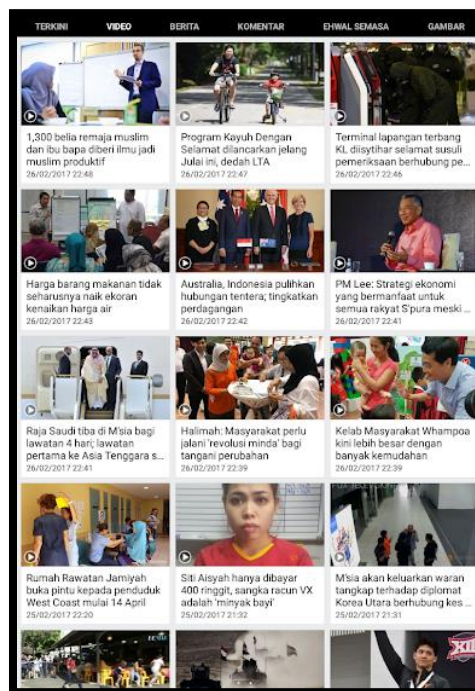 TERKINI VIDEO BERITA KOMENTAR EHWAL SEMASA GAMBAR
1,300 belia remaja muslim
dan ibu bapa diberi ilmu jadi
muslim produktif
26/02/2017 22:48
Program Kayuh Dengan
Selamat dilancarkan jelang
Julai ini, dedah LTA
26/02/2017 22:47
Terminal lapangan terbang
KL diisytihar selamat susuli
pemeriksaan berhubung pe...
26/02/2017 22:46
Harga barang makanan tidak
seharusnya naik ekoran
kenaikan harga air
26/02/2017 22:43
Australia, Indonesia pulihkan
hubungan tentera; tingkatkan
perdagangan
26/02/2017 22:42
PM Lee: Strategi ekonomi
yang bermanfaat untuk
semua rakyat S'pura meski ...
26/02/2017 22:41
Raja Saudi tiba di M'sia bagi
lawatan 4 hari; lawatan
pertama ke Asia Tenggara s...
26/02/2017 22:41
Halimah: Masyarakat perlu
jalani 'revolusi minda' bagi
tangani perubahan
26/02/2017 22:39
Kelab Masyarakat Whampoa
kini lebih besar dengan
banyak kemudahan
26/02/2017 22:39
Rumah Rawatan Jamiyah
buka pintu kepada penduduk
West Coast mulai 14 April
25/02/2017 22:20
Siti Aisyah hanya dibayar
400 ringgit, sangka racun VX
adalah 'minyak bayi'
25/02/2017 21:32
M'sia akan keluarkan waran
tangkap terhadap diplomat
Korea Utara berhubung kes ...
25/02/2017 21:31
XII